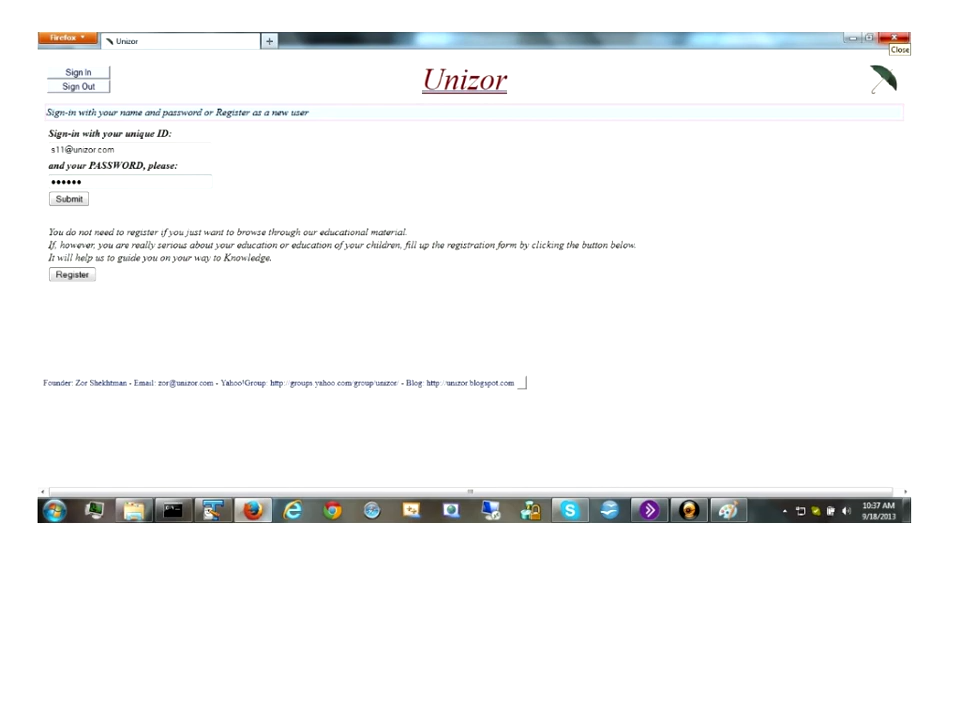 Firefox
Unizor
+
Close
Sign In
Sign Out
Unizor
Sign-in with your name and password or Register as a new user
Sign-in with your unique ID:
s11@unizor.com
and your PASSWORD, please:
••••••
Submit
You do not need to register if you just want to browse through our educational material.
If, however, you are really serious about your education or education of your children, fill up the registration form by clicking the button below.
It will help us to guide you on your way to Knowledge.
Register
Founder: Zor Shekhtman - Email: zor@unizor.com - Yahoo!Group: http://groups.yahoo.com/group/unizor/ - Blog: http://unizor.blogspot.com
10:37 AM
9/18/2013